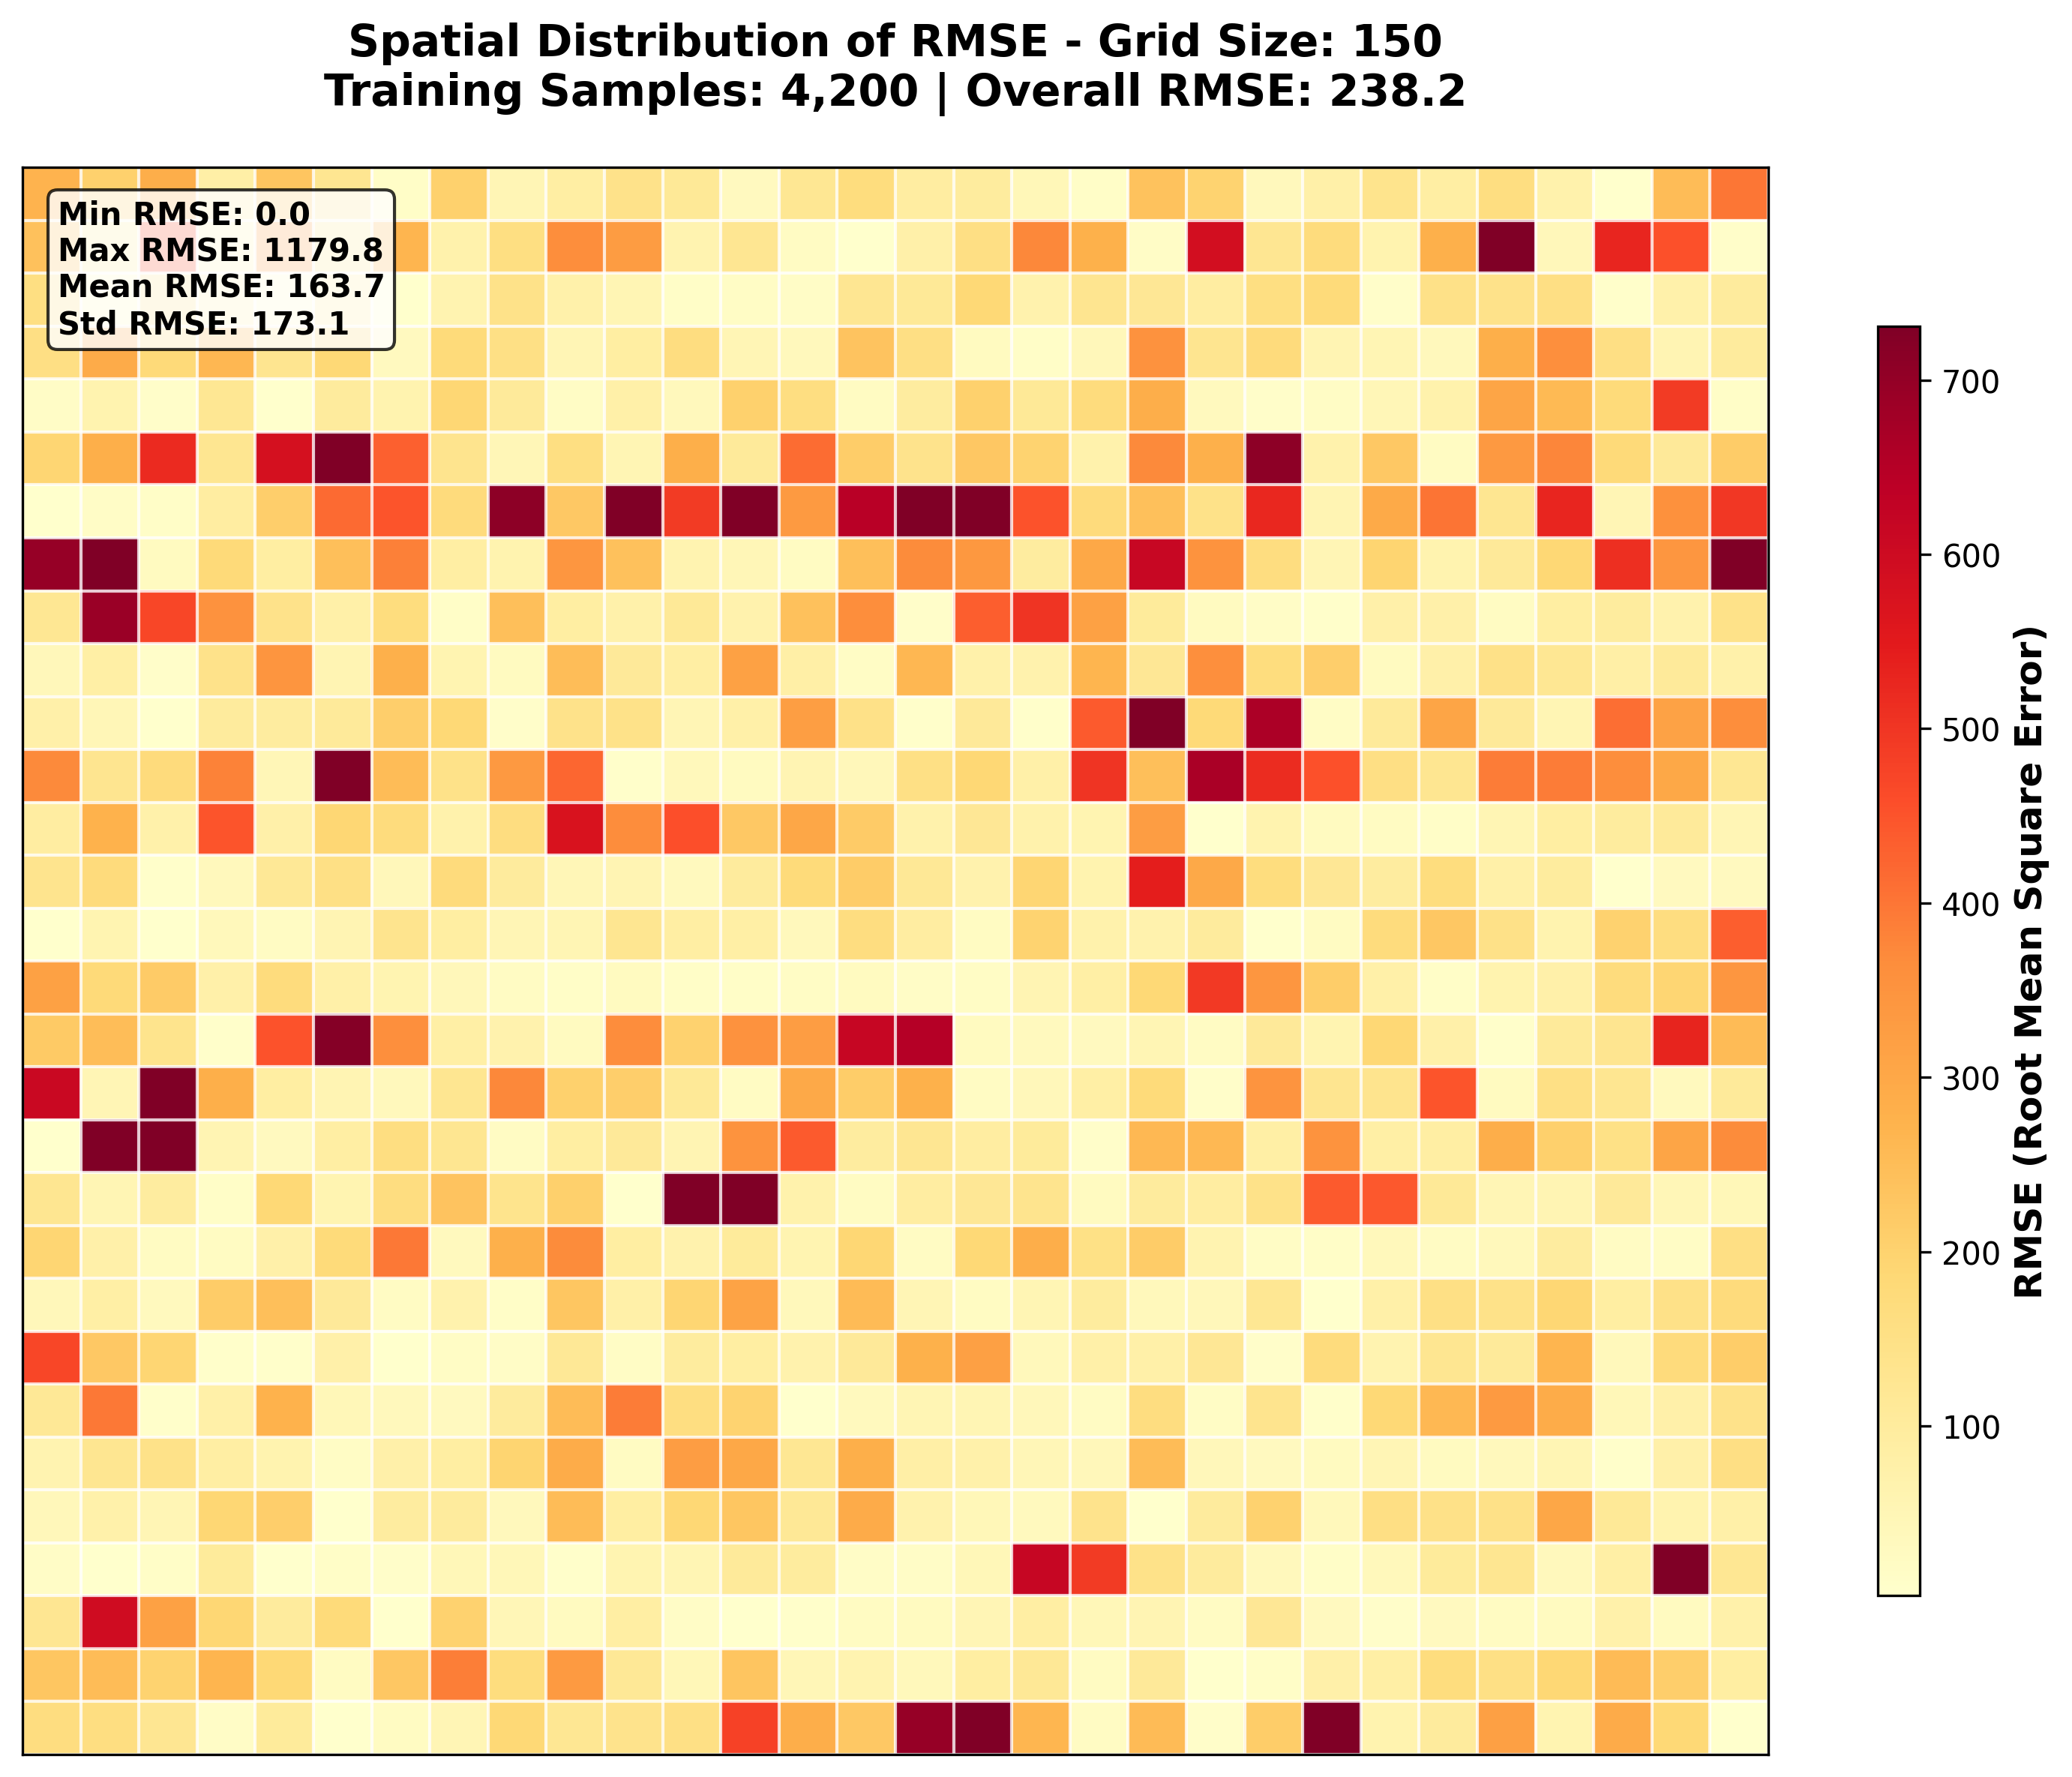 Spatial Distribution of RMSE - Grid Size: 150
Training Samples: 4,200 | Overall RMSE: 238.2
Min RMSE: 0.0
Max RMSE: 1179.8
Mean RMSE: 163.7
Std RMSE: 173.1
700
600
500
400
300
200
100
RMSE (Root Mean Square Error)